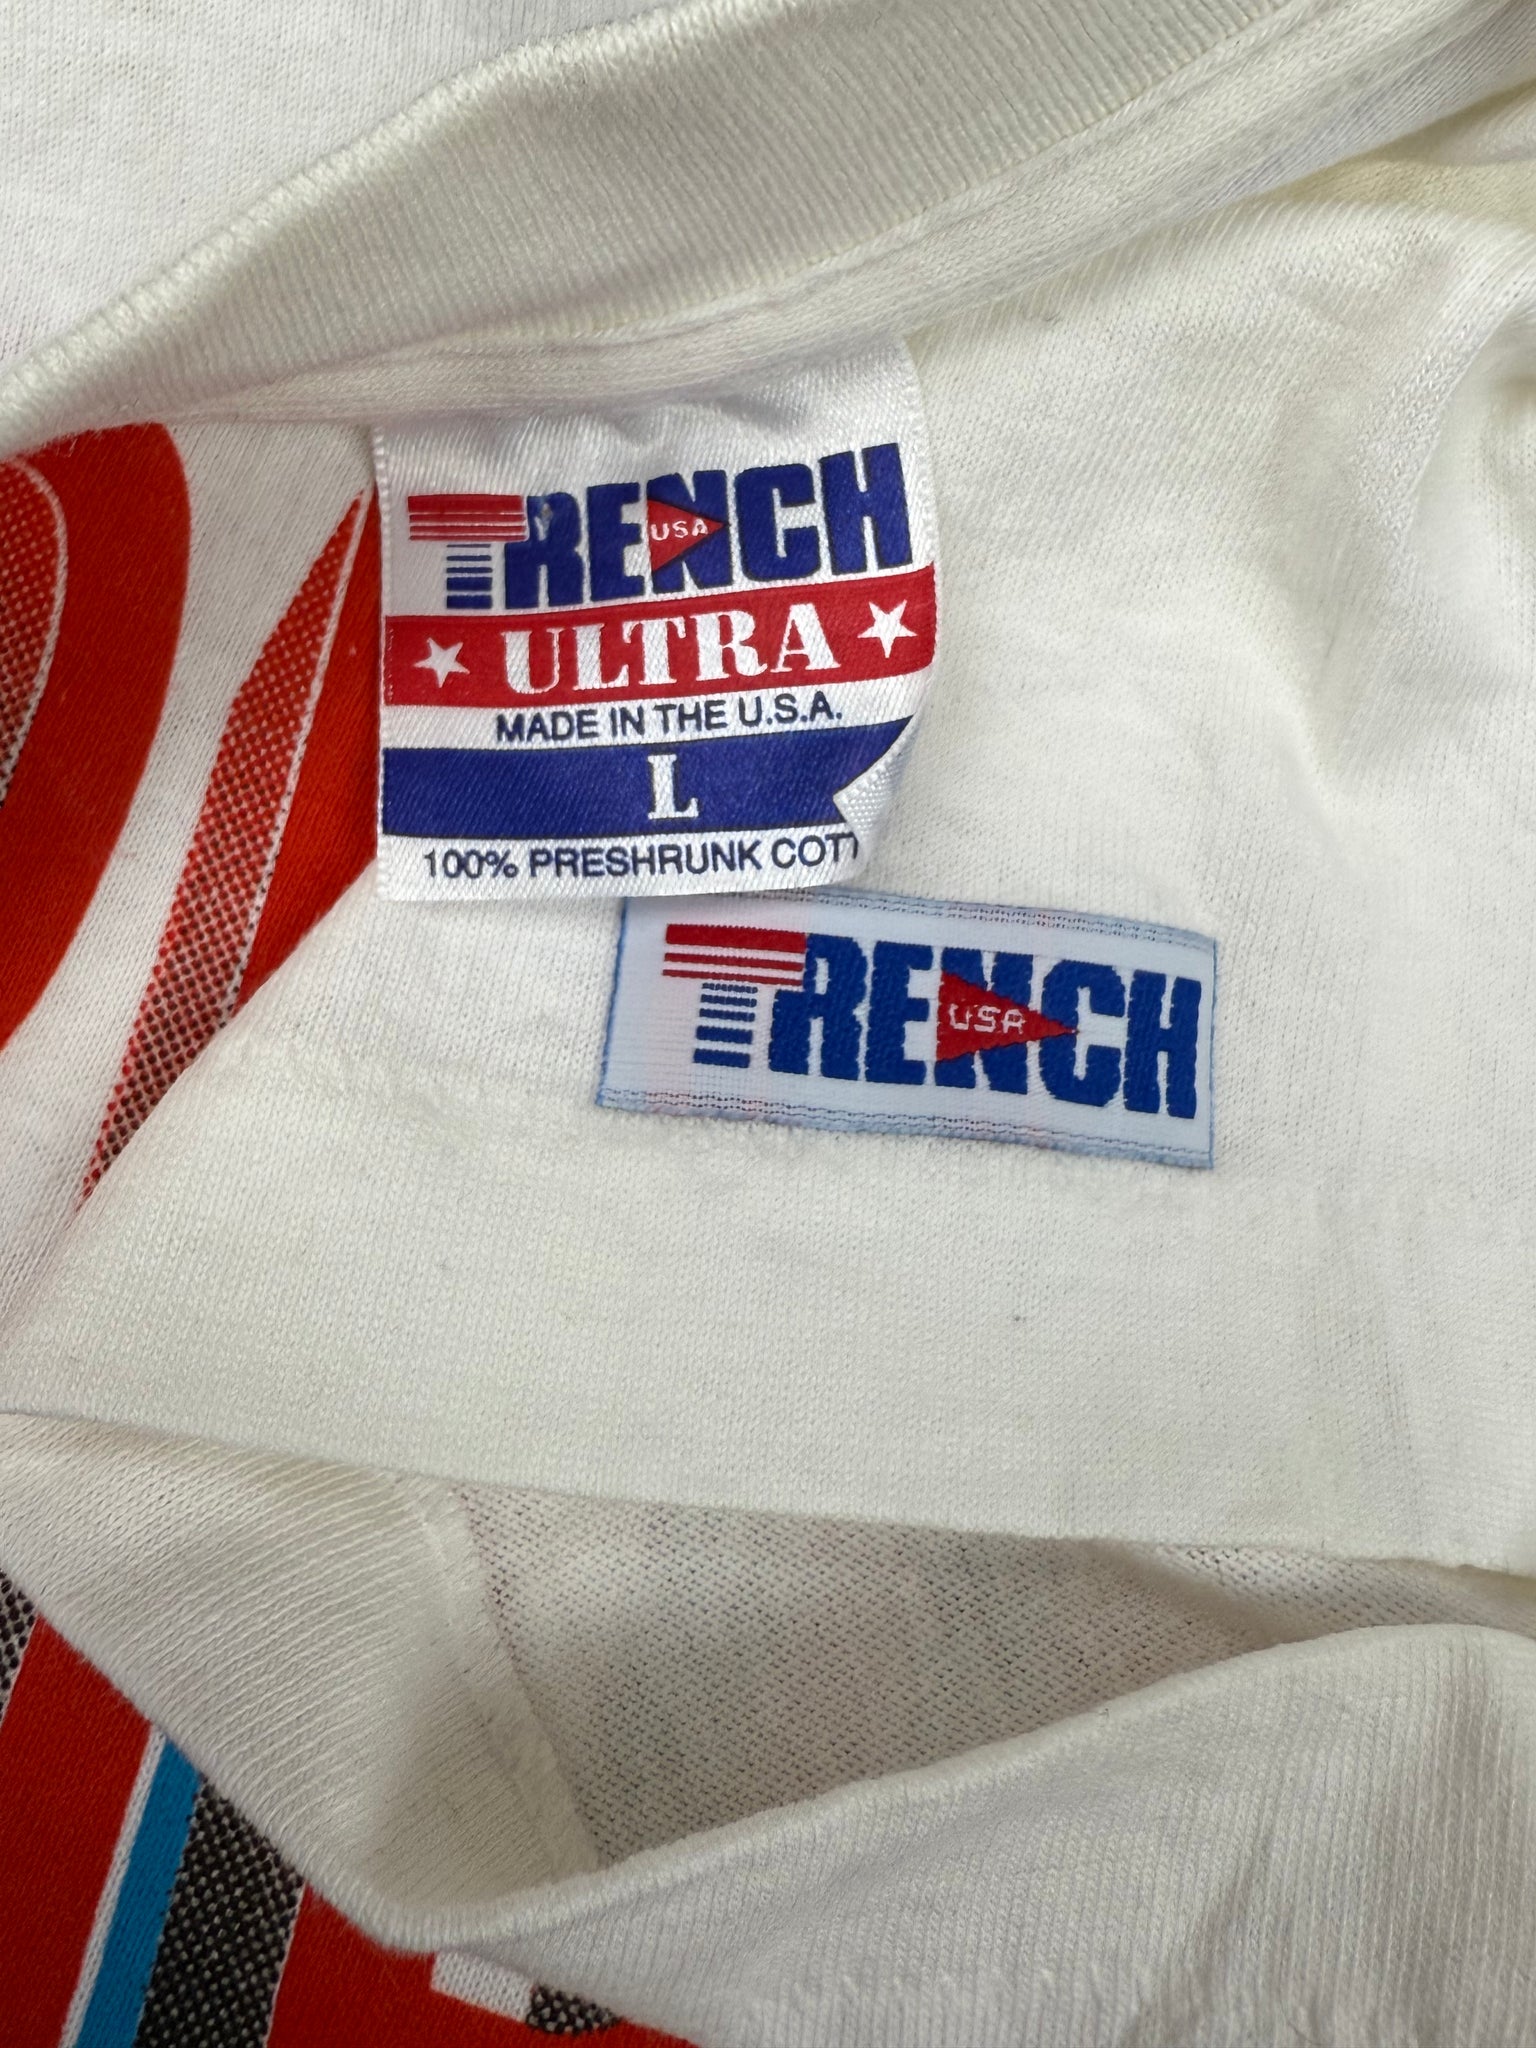 TRENCH
USA
ULTRA
MADE IN THE U.S.A.
L
100% PRESHRUNK COTT
TRENCH
USA